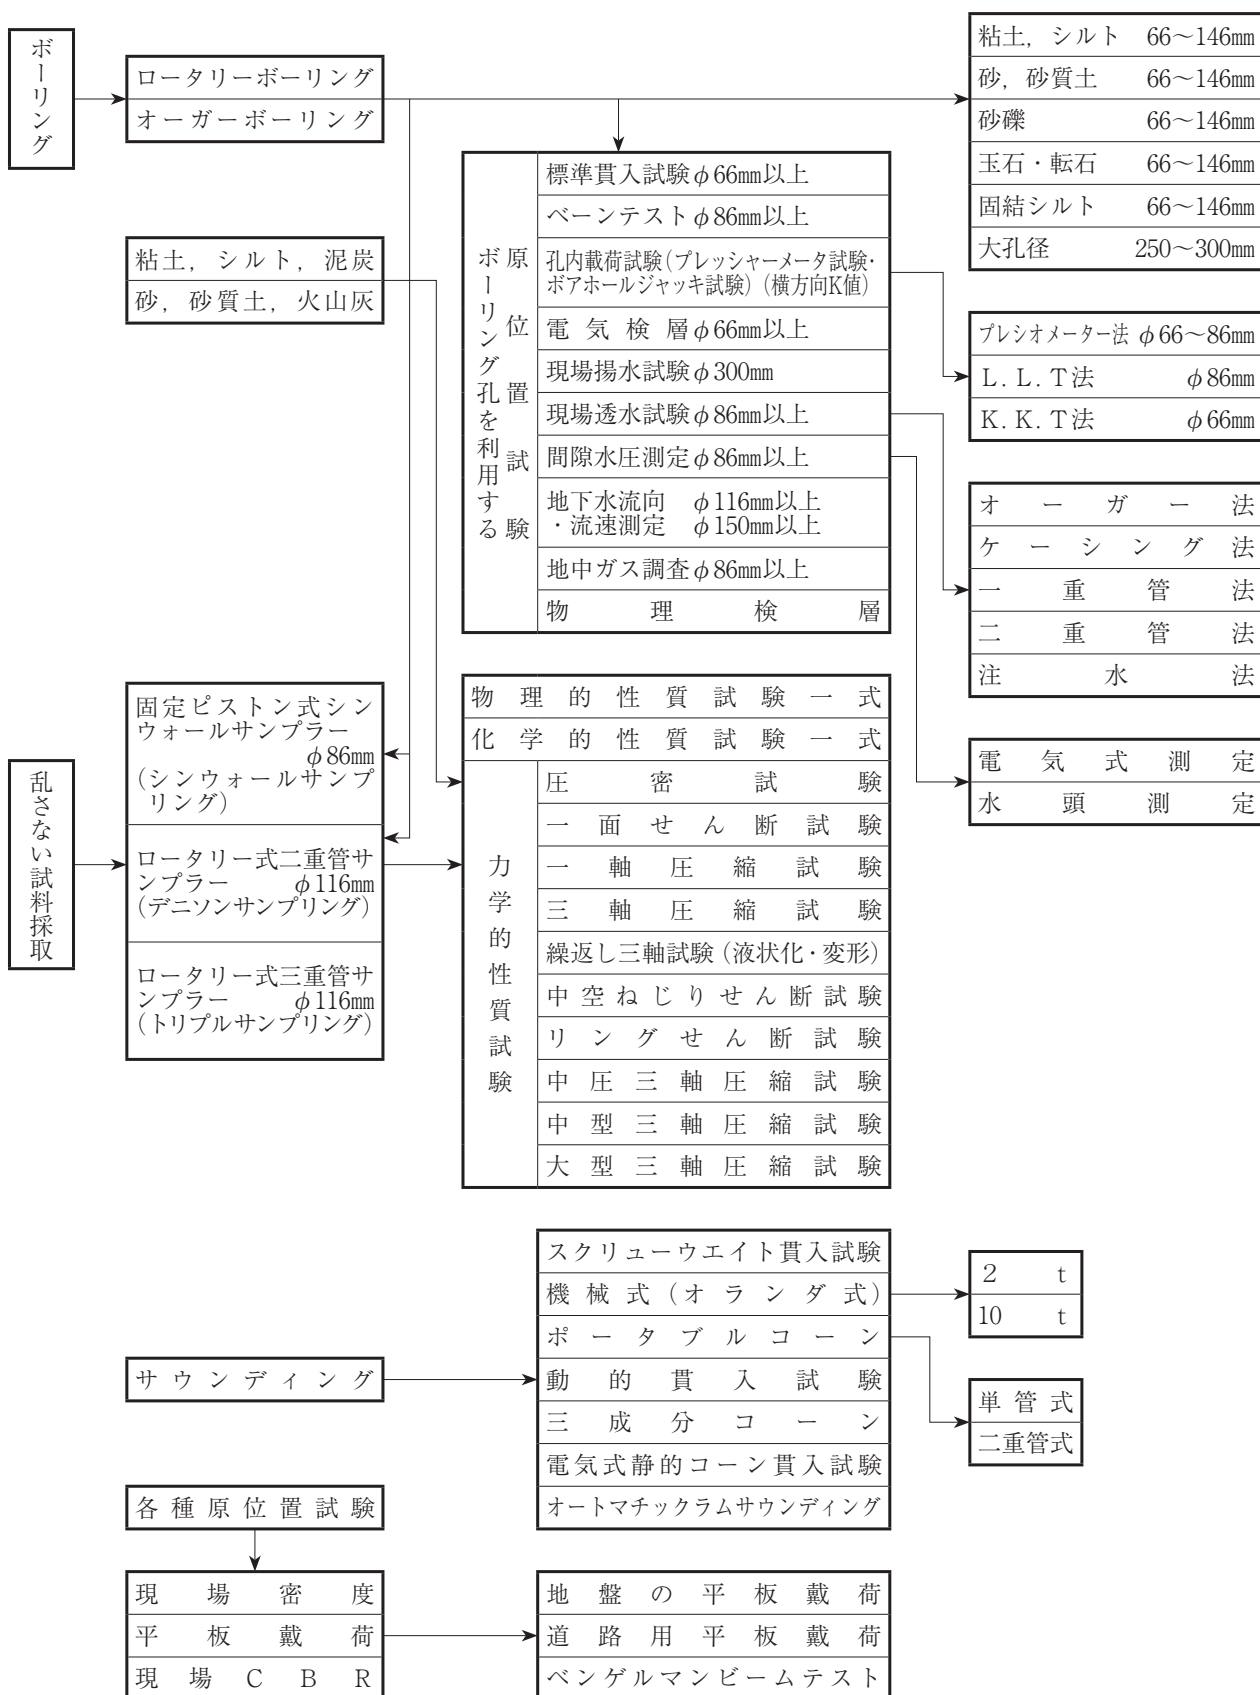 ボーリング
ロータリーボーリング
オーガーボーリング
粘土，シルト 66～146㎜
砂，砂質土 66～146㎜
砂礫 66～146㎜
玉石・転石 66～146㎜
固結シルト 66～146㎜
大孔径 250～300㎜
粘土，シルト，泥炭
砂，砂質土，火山灰
ボーリング孔を利用する
原位置試験
標準貫入試験φ66㎜以上
ベーンテストφ86㎜以上
孔内載荷試験（プレッシャーメータ試験・
ボアホールジャッキ試験）（横方向K値）
電気検層φ66㎜以上
現場揚水試験φ300㎜
現場透水試験φ86㎜以上
間隙水圧測定φ86㎜以上
地下水流向 φ116㎜以上
・流速測定 φ150㎜以上
地中ガス調査φ86㎜以上
物理検層
プレシオメーター法 φ66～86㎜
L.L.T法 φ86㎜
K.K.T法 φ66㎜
オーガー法
ケーシング法
一重管法
二重管法
注水法
電気式測定
水頭測定
乱さない試料採取
固定ピストン式シン
ウォールサンプラー
φ86㎜
（シンウォールサンプ
リング）
ロータリー式二重管サ
ンプラー φ116㎜
（デニソンサンプリング）
ロータリー式三重管サ
ンプラー φ116㎜
（トリプルサンプリング）
物理的性質試験一式
化学的性質試験一式
力学的性質試験
圧密試験
一面せん断試験
一軸圧縮試験
三軸圧縮試験
繰返し三軸試験（液状化・変形）
中空ねじりせん断試験
リングせん断試験
中圧三軸圧縮試験
中型三軸圧縮試験
大型三軸圧縮試験
サウンディング
スクリューウエイト貫入試験
機械式（オランダ式）
ポータブルコーン
動的貫入試験
三成分コーン
電気式静的コーン貫入試験
オートマチックラムサウンディング
2 t
10 t
単管式
二重管式
各種原位置試験
現場密度
平板戴荷
現場CBR
地盤の平板戴荷
道路用平板戴荷
ベンゲルマンビームテスト